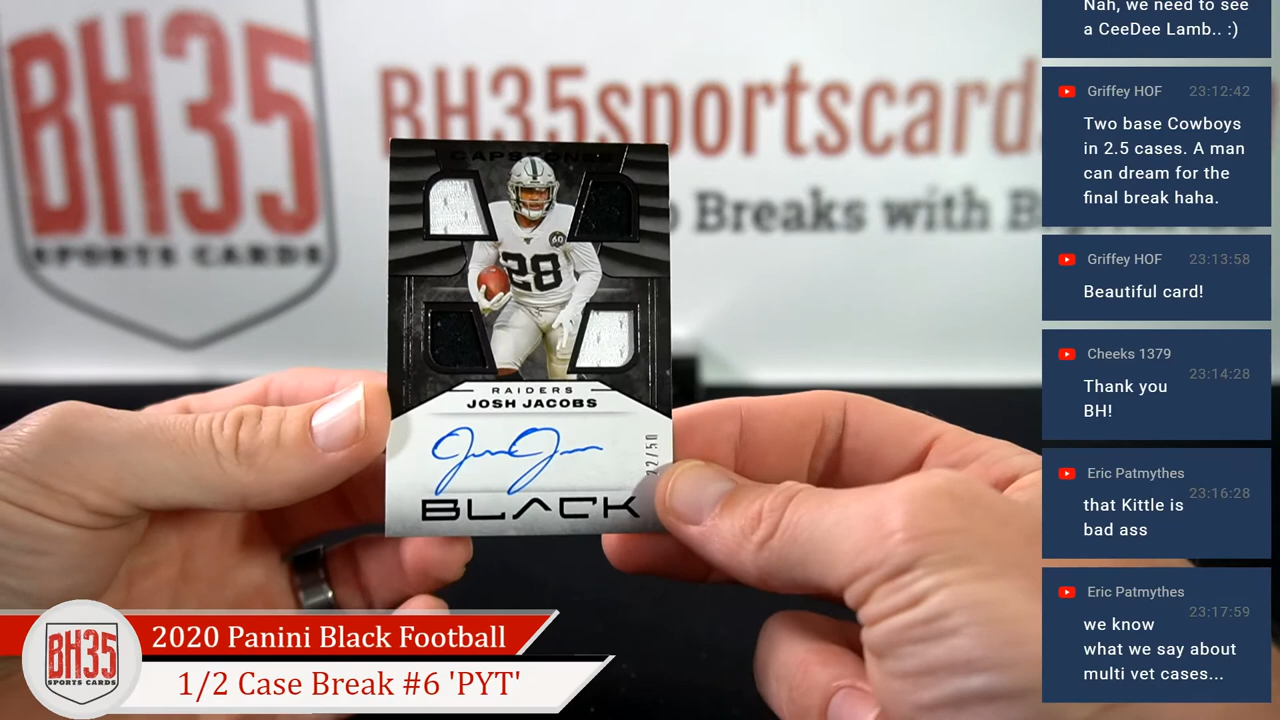 BH35
SPORTS CARDS
BH35sportscard
Breaks with
CAPSTONES
60
28
RAIDERS
JOSH JACOBS
22/50
BLACK
BH35
SPORTS CARDS
2020 Panini Black Football
1/2 Case Break #6 'PYT'
Nah, we need to see
a CeeDee Lamb.. :)
Griffey HOF 23:12:42
Two base Cowboys
in 2.5 cases. A man
can dream for the
final break haha.
Griffey HOF 23:13:58
Beautiful card!
Cheeks 1379 23:14:28
Thank you
BH!
Eric Patmythes 23:16:28
that Kittle is
bad ass
Eric Patmythes 23:17:59
we know
what we say about
multi vet cases...